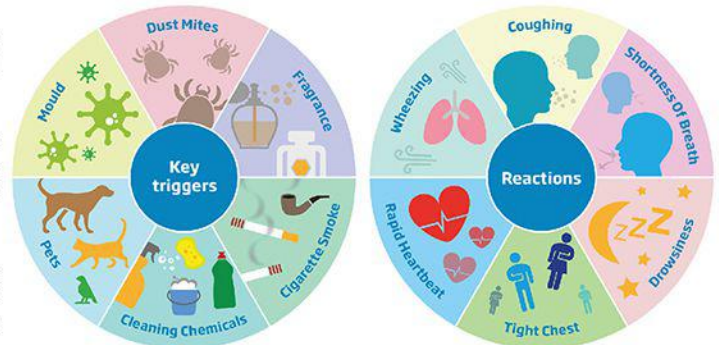 Dust Mites
Fragrance
Cigarette Smoke
Cleaning Chemicals
Pets
Mould
Key
triggers
Coughing
Shortness Of Breath
Drowsiness
Tight Chest
Rapid Heartbeat
Wheezing
Reactions
ZZZ